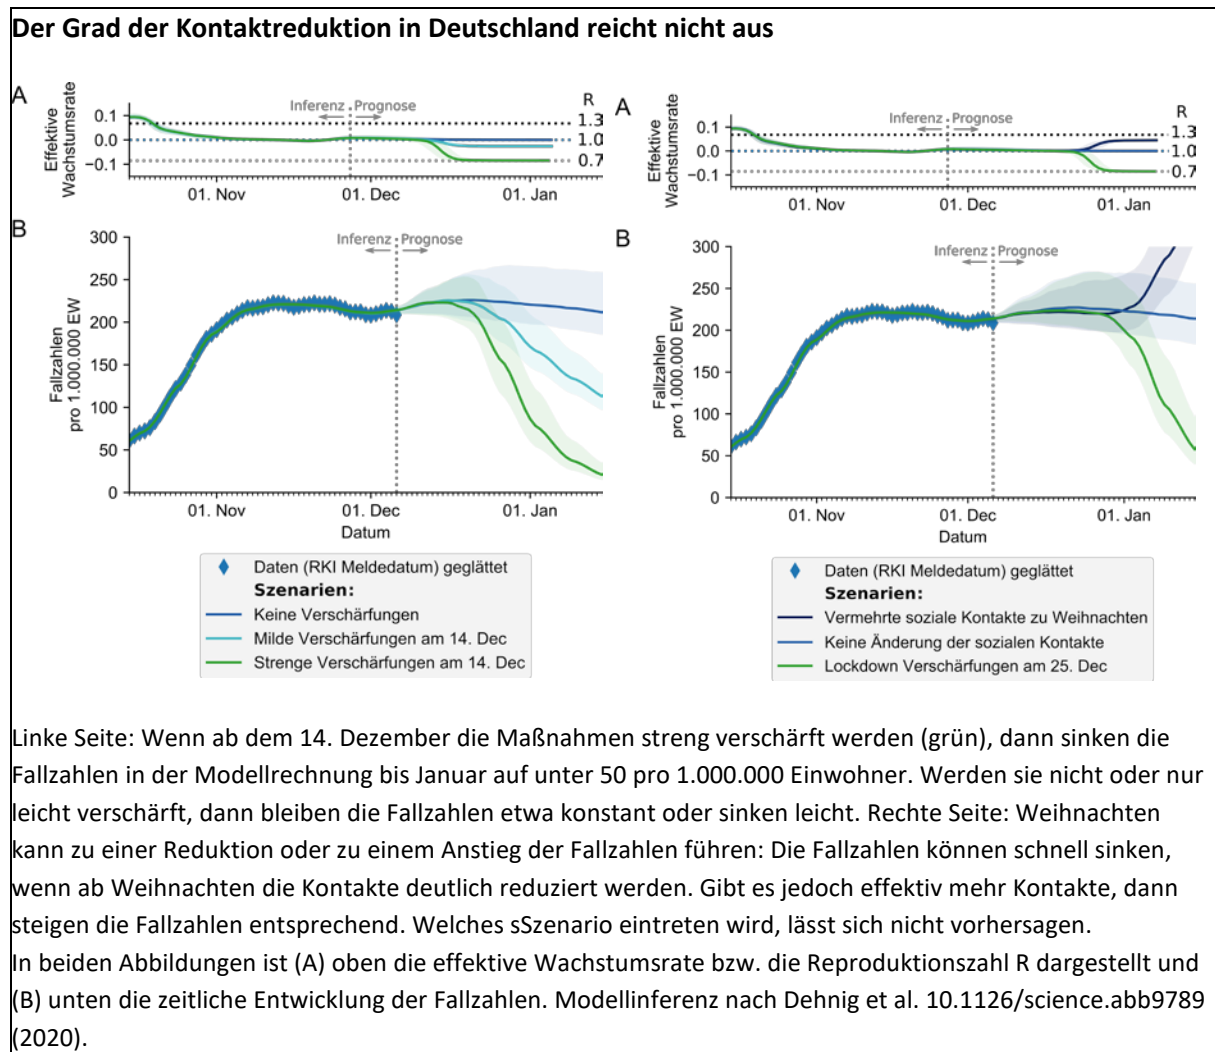 Der Grad der Kontaktreduktion in Deutschland reicht nicht aus
A
Effektive
Wachstumsrate
0.1
0.0
−0.1
Inferenz
Prognose
R
1.3
1.0
0.7
01. Nov
01. Dec
01. Jan
B
Fallzahlen
pro 1.000.000 EW
300
250
200
150
100
50
0
Inferenz
Prognose
01. Nov
01. Dec
01. Jan
Datum
Daten (RKI Meldedatum) geglättet
Szenarien:
Keine Verschärfungen
Milde Verschärfungen am 14. Dec
Strenge Verschärfungen am 14. Dec
A
Effektive
Wachstumsrate
0.1
0.0
−0.1
Inferenz
Prognose
R
1.3
1.0
0.7
01. Nov
01. Dec
01. Jan
B
Fallzahlen
pro 1.000.000 EW
300
250
200
150
100
50
0
Inferenz
Prognose
01. Nov
01. Dec
01. Jan
Datum
Daten (RKI Meldedatum) geglättet
Szenarien:
Vermehrte soziale Kontakte zu Weihnachten
Keine Änderung der sozialen Kontakte
Lockdown Verschärfungen am 25. Dec
Linke Seite: Wenn ab dem 14. Dezember die Maßnahmen streng verschärft werden (grün), dann sinken die
Fallzahlen in der Modellrechnung bis Januar auf unter 50 pro 1.000.000 Einwohner. Werden sie nicht oder nur
leicht verschärft, dann bleiben die Fallzahlen etwa konstant oder sinken leicht. Rechte Seite: Weihnachten
kann zu einer Reduktion oder zu einem Anstieg der Fallzahlen führen: Die Fallzahlen können schnell sinken,
wenn ab Weihnachten die Kontakte deutlich reduziert werden. Gibt es jedoch effektiv mehr Kontakte, dann
steigen die Fallzahlen entsprechend. Welches sSzenario eintreten wird, lässt sich nicht vorhersagen.
In beiden Abbildungen ist (A) oben die effektive Wachstumsrate bzw. die Reproduktionszahl R dargestellt und
(B) unten die zeitliche Entwicklung der Fallzahlen. Modellinferenz nach Dehnig et al. 10.1126/science.abb9789
(2020).